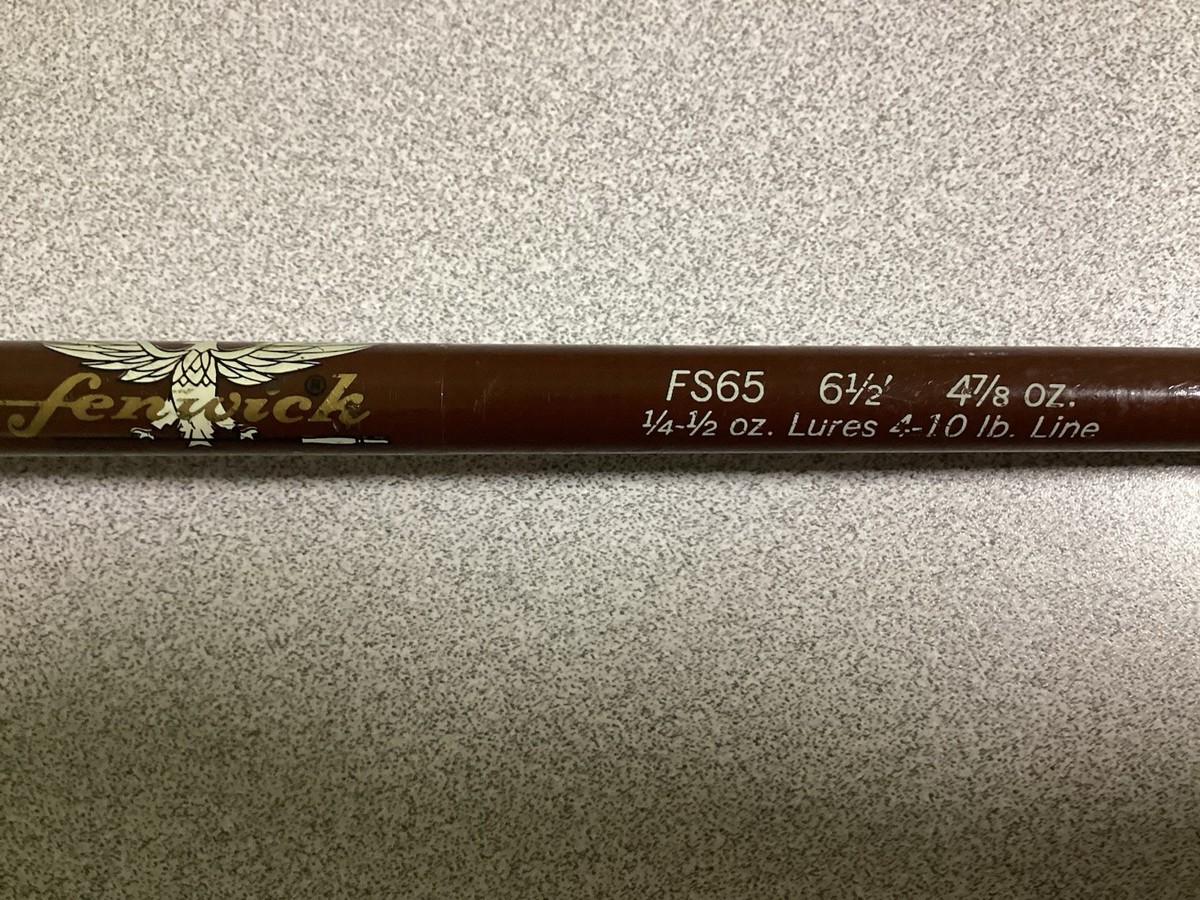 fenwick®
FS65 6½' 4⅞ oz.
¼-½ oz. Lures 4-10 lb. Line